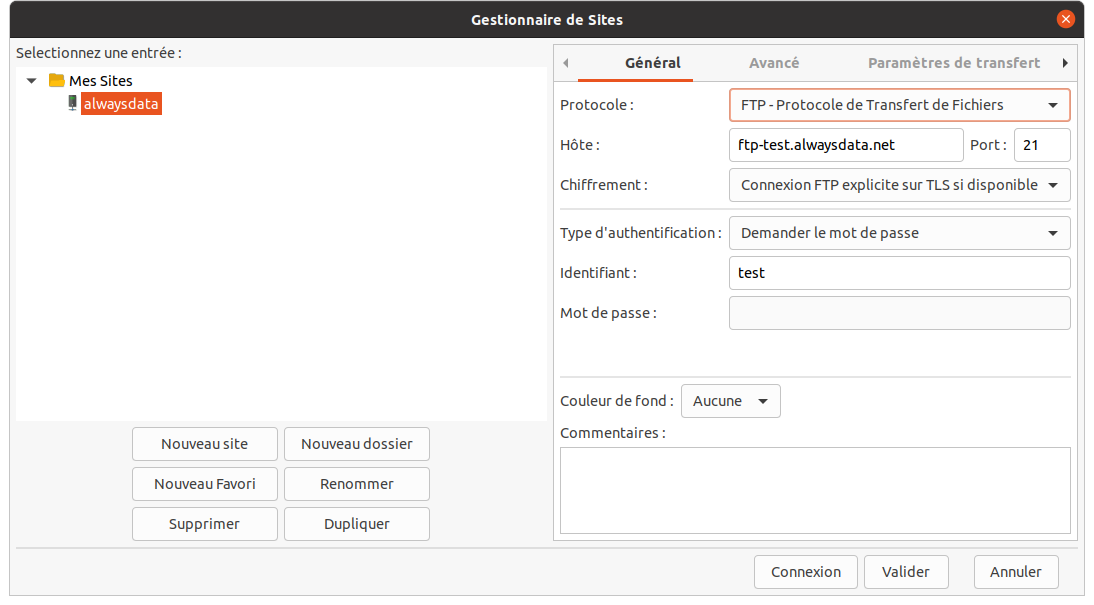 Gestionnaire de Sites
Selectionnez une entrée :
Mes Sites
alwaysdata
Nouveau site
Nouveau dossier
Nouveau Favori
Renommer
Supprimer
Dupliquer
Général
Avancé
Paramètres de transfert
Protocole :
FTP - Protocole de Transfert de Fichiers
Hôte :
ftp-test.alwaysdata.net
Port :
21
Chiffrement :
Connexion FTP explicite sur TLS si disponible
Type d'authentification :
Demander le mot de passe
Identifiant :
test
Mot de passe :
Couleur de fond :
Aucune
Commentaires :
Connexion
Valider
Annuler